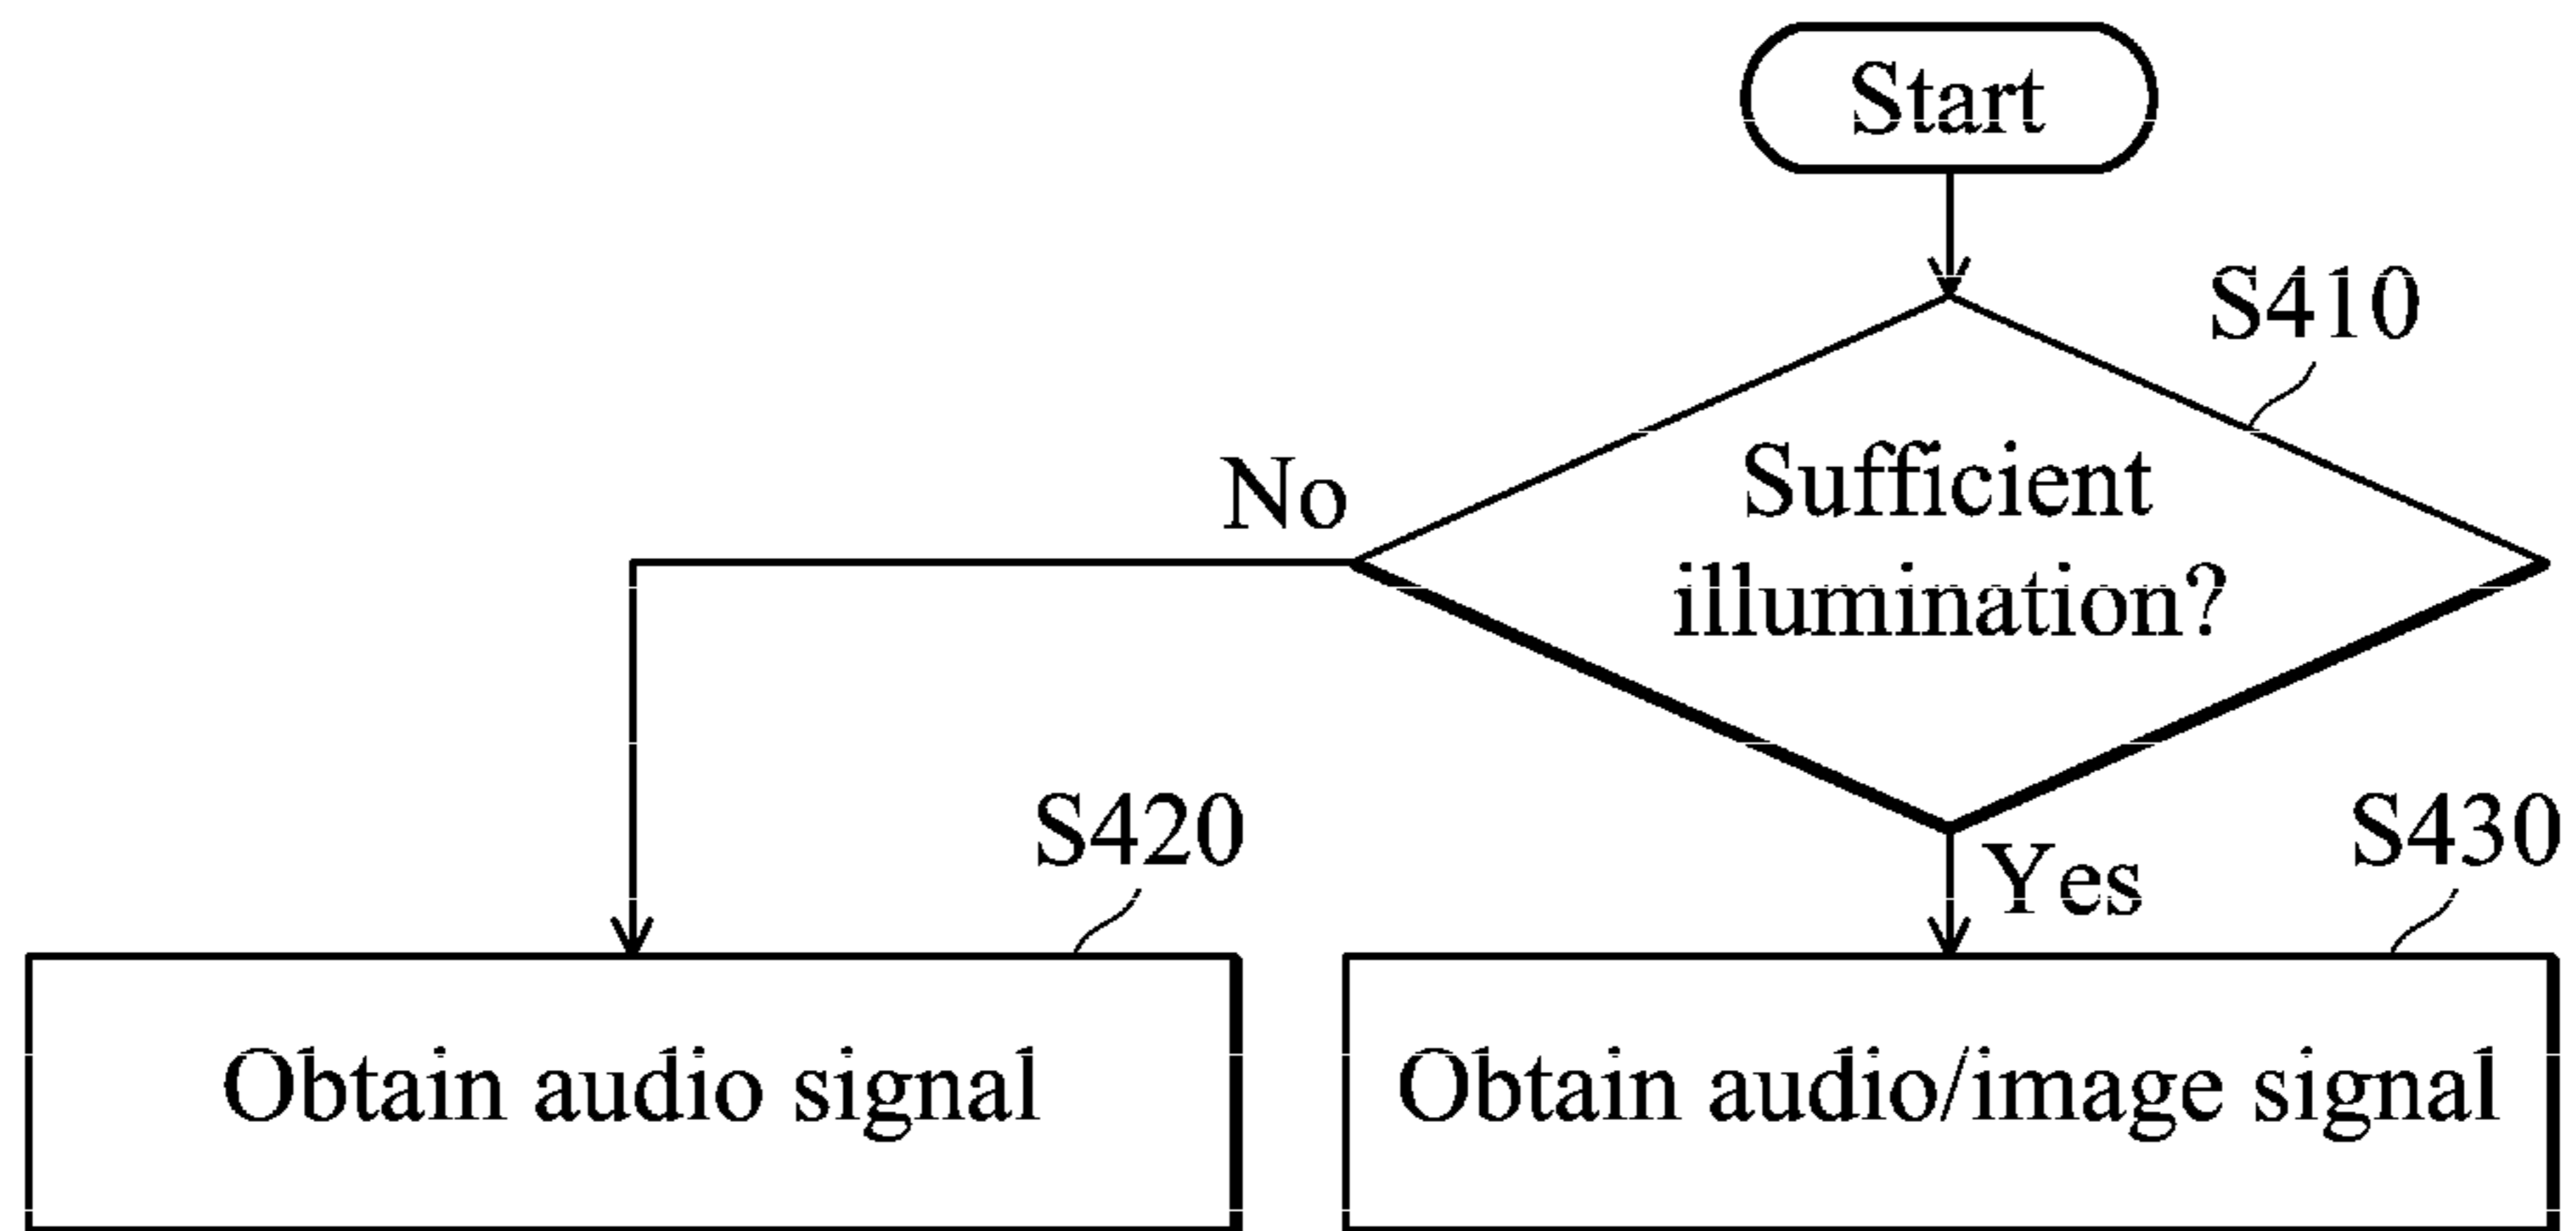 Start
S410
Sufficient
illumination?
No
Yes
S420
S430
Obtain audio signal
Obtain audio/image signal